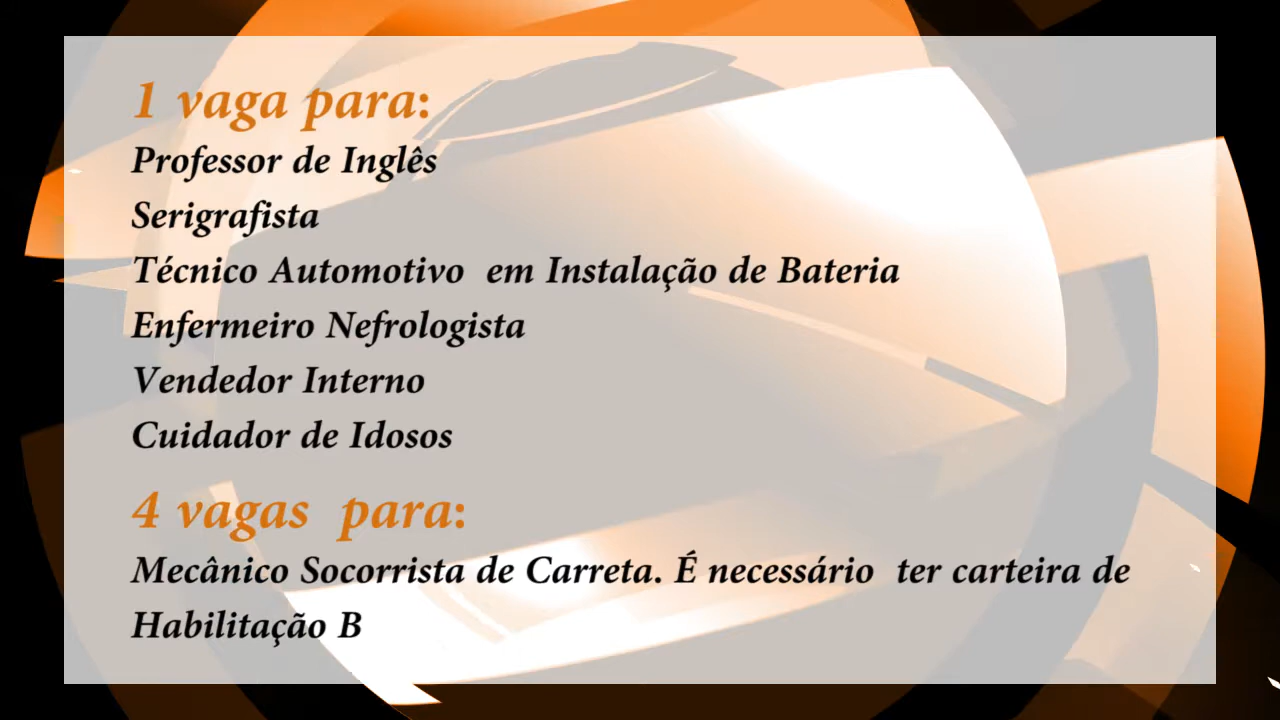 1 vaga para:
Professor de Inglês
Serigrafista
Técnico Automotivo  em Instalação de Bateria
Enfermeiro Nefrologista
Vendedor Interno
Cuidador de Idosos
4 vagas  para:
Mecânico Socorrista de Carreta. É necessário  ter carteira de
Habilitação B